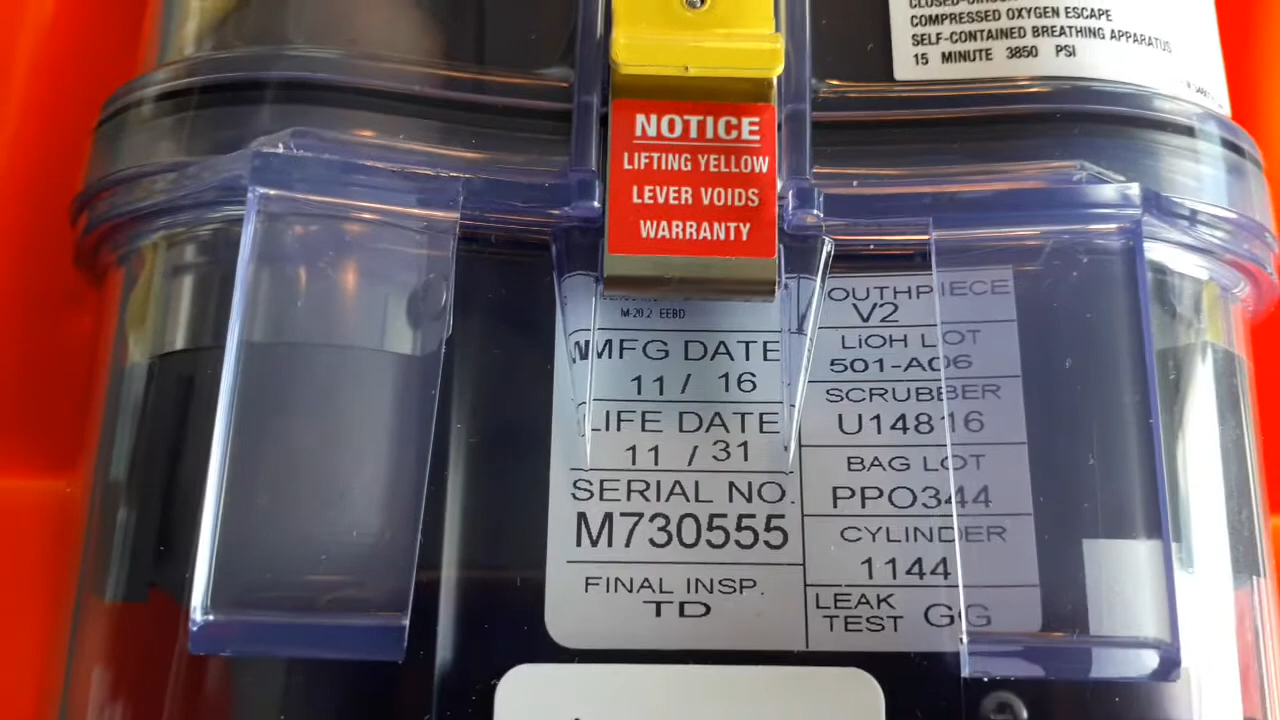 COMPRESSED OXYGEN ESCAPE
SELF-CONTAINED BREATHING APPARATUS
15 MINUTE 3850 PSI
NOTICE
LIFTING YELLOW
LEVER VOIDS
WARRANTY
M-20.2 EEBD
MFG DATE
11 / 16
LIFE DATE
11 / 31
SERIAL NO.
M730555
FINAL INSP.
TD
OUTHPIECE
V2
LiOH LOT
501-A06
SCRUBBER
U14816
BAG LOT
PPO344
CYLINDER
1144
LEAK
TEST GG